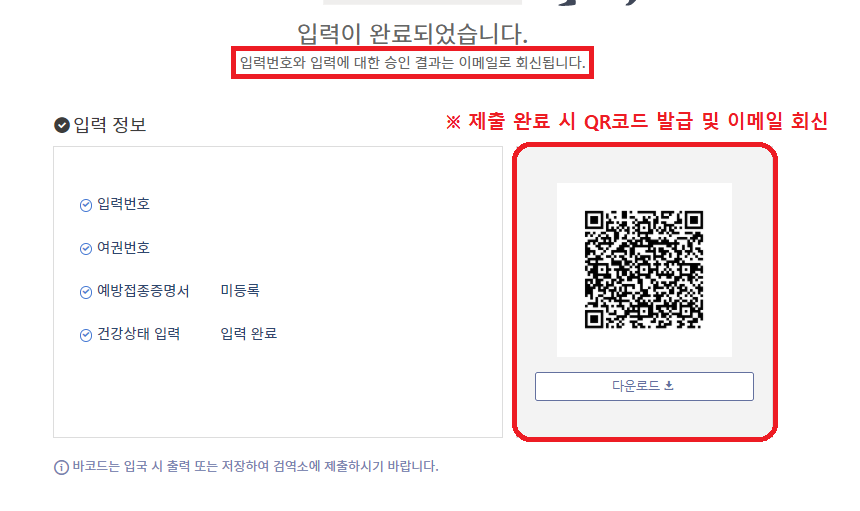 입력이 완료되었습니다.
입력번호와 입력에 대한 승인 결과는 이메일로 회신됩니다.
입력 정보
※ 제출 완료 시 QR코드 발급 및 이메일 회신
입력번호
여권번호
예방접종증명서 미등록
건강상태 입력 입력 완료
다운로드
바코드는 입국 시 출력 또는 저장하여 검역소에 제출하시기 바랍니다.